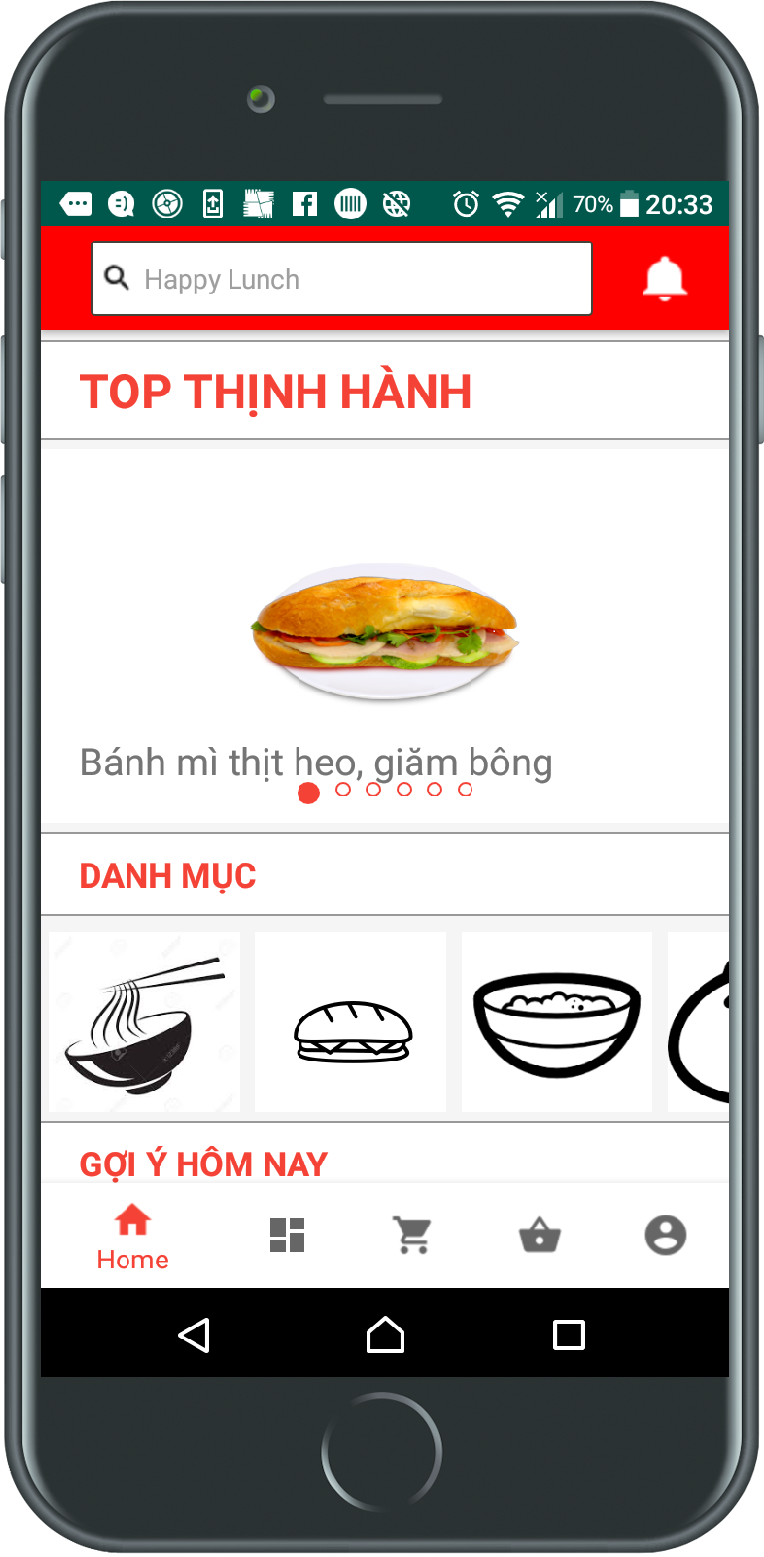 70% 20:33
Happy Lunch
TOP THỊNH HÀNH
Bánh mì thịt heo, giăm bông
DANH MỤC
GỢI Ý HÔM NAY
Home